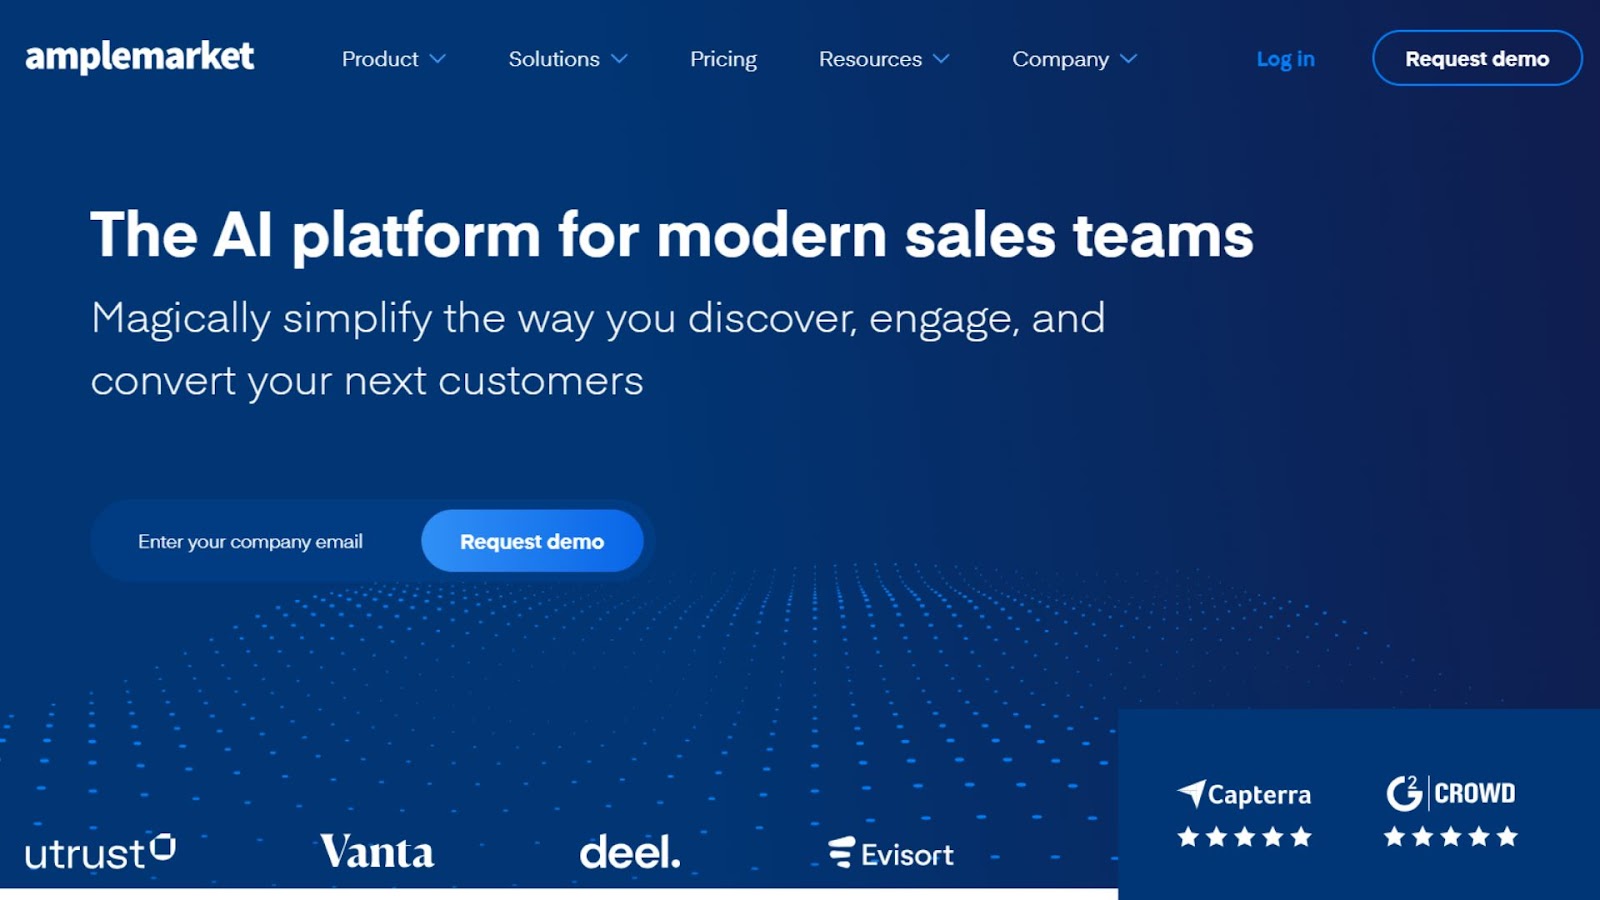 amplemarket
Product
Solutions
Pricing
Resources
Company
Log in
Request demo
The AI platform for modern sales teams
Magically simplify the way you discover, engage, and
convert your next customers
Enter your company email
Request demo
utrust
Vanta
deel.
Evisort
Capterra
G2 | CROWD